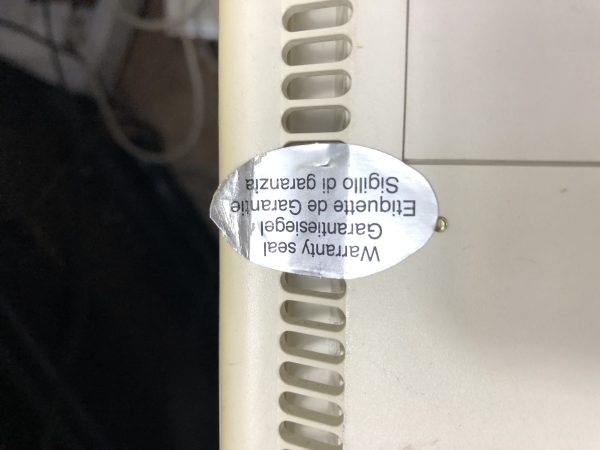 Warranty seal
Garantiesiegel
Etiquette de Garantie
Sigillo di garanzia